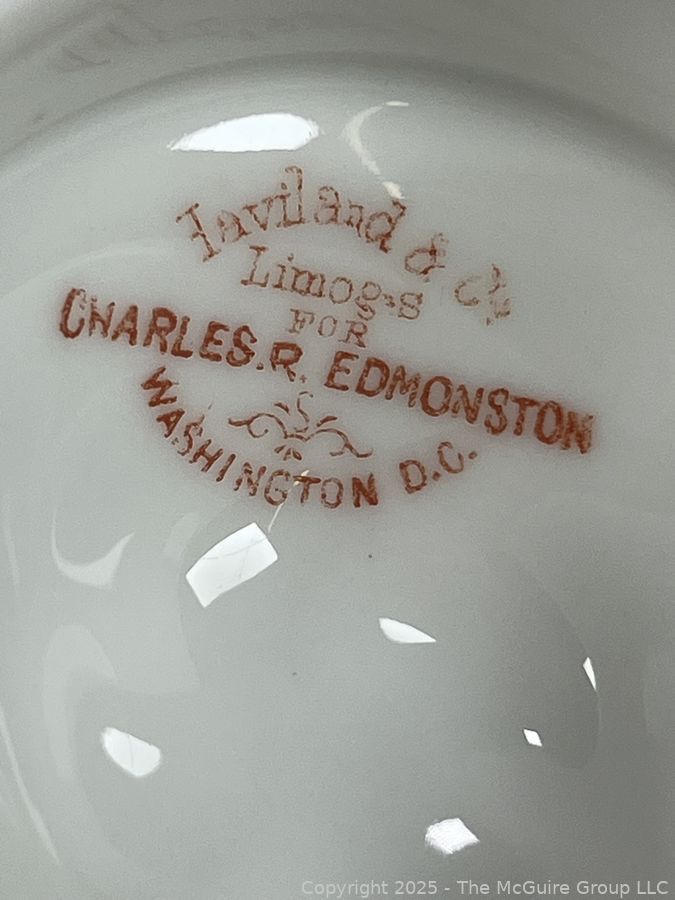 Haviland & Co.
Limoges
FOR
CHARLES.R. EDMONSTON
WASHINGTON D.C.
Copyright 2025 - The McGuire Group LLC